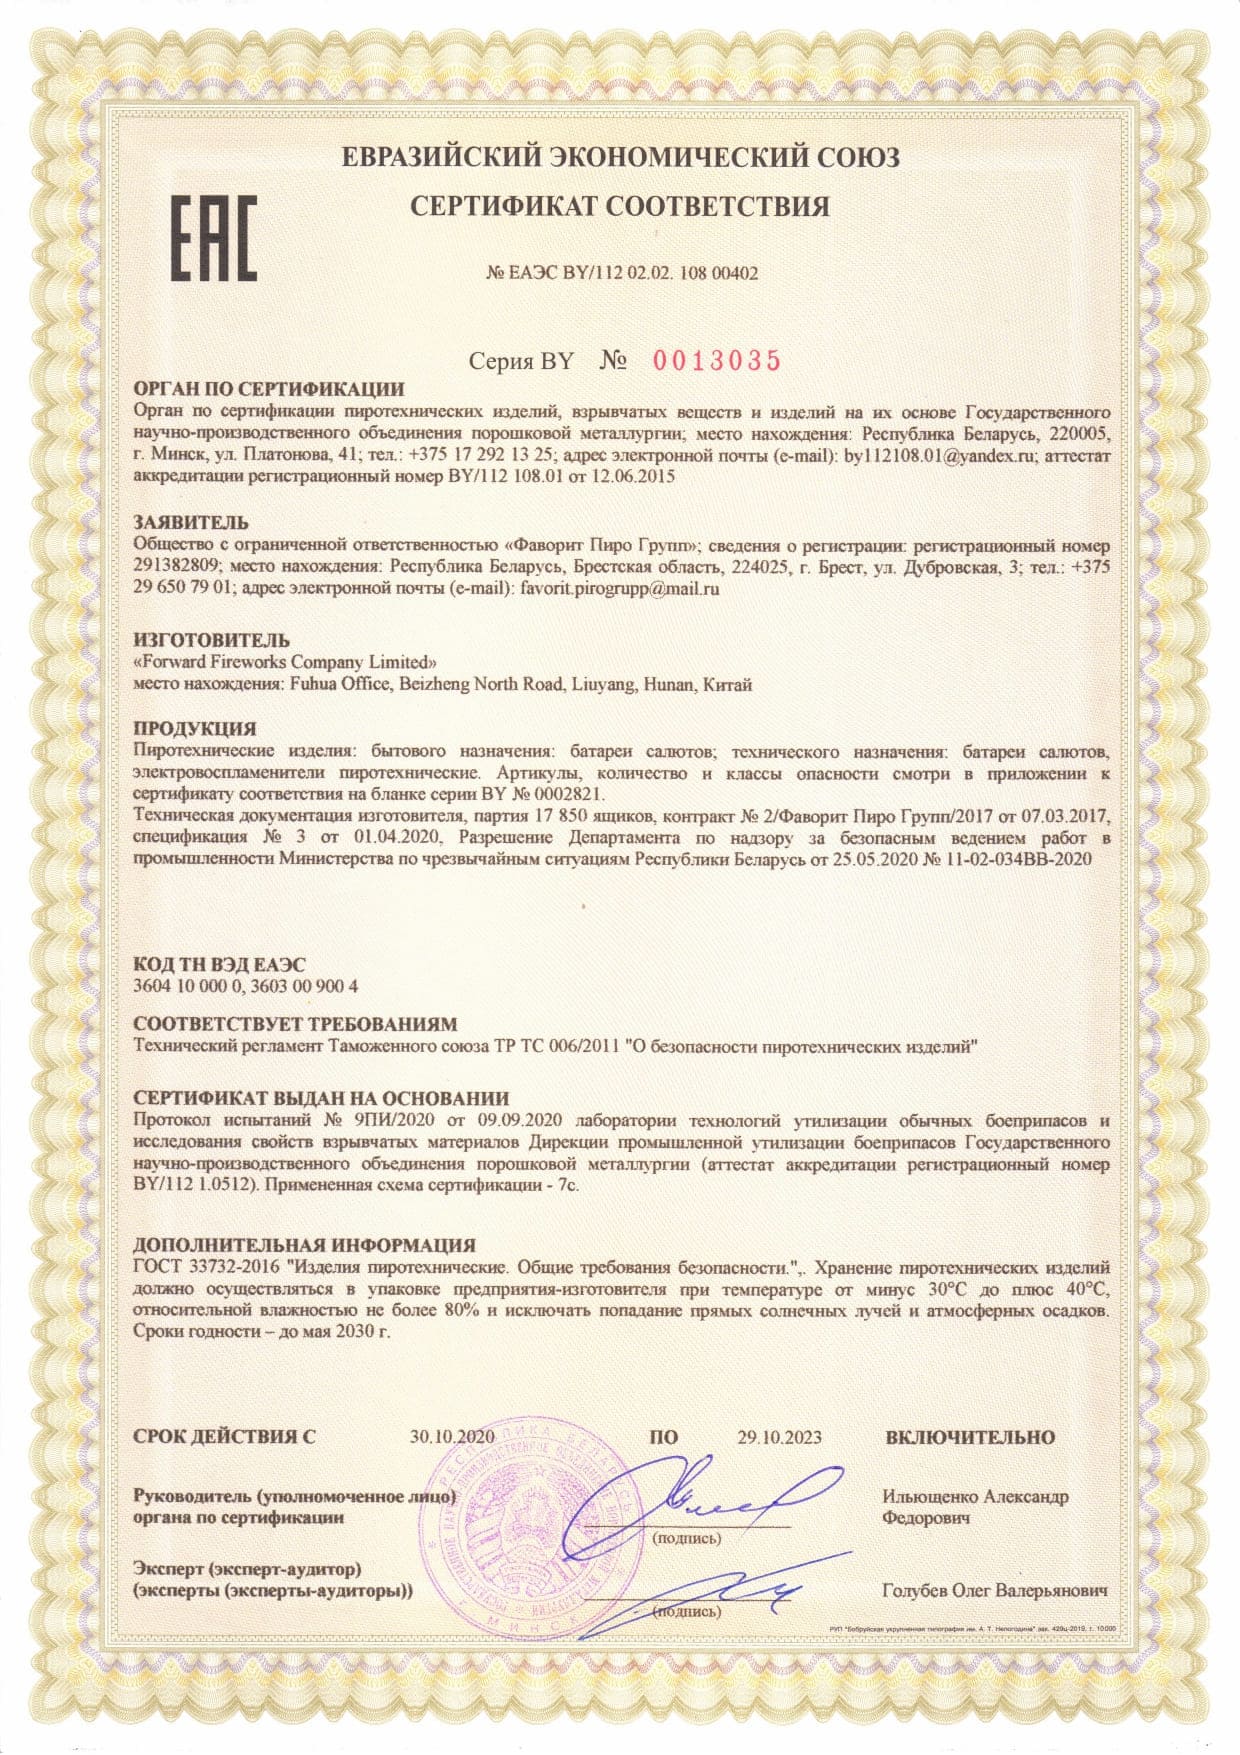 ЕВРАЗИЙСКИЙ ЭКОНОМИЧЕСКИЙ СОЮЗ
EAC
СЕРТИФИКАТ СООТВЕТСТВИЯ
№ ЕАЭС BY/112 02.02. 108 00402
Серия BY № 0013035
ОРГАН ПО СЕРТИФИКАЦИИ
Орган по сертификации пиротехнических изделий, взрывчатых веществ и изделий на их основе Государственного
научно-производственного объединения порошковой металлургии; место нахождения: Республика Беларусь, 220005,
г. Минск, ул. Платонова, 41; тел.: +375 17 292 13 25; адрес электронной почты (e-mail): by112108.01@yandex.ru; аттестат
аккредитации регистрационный номер BY/112 108.01 от 12.06.2015
ЗАЯВИТЕЛЬ
Общество с ограниченной ответственностью «Фаворит Пиро Групп»; сведения о регистрации: регистрационный номер
291382809; место нахождения: Республика Беларусь, Брестская область, 224025, г. Брест, ул. Дубровская, 3; тел.: +375
29 650 79 01; адрес электронной почты (e-mail): favorit.pirogrupp@mail.ru
ИЗГОТОВИТЕЛЬ
«Forward Fireworks Company Limited»
место нахождения: Fuhua Office, Beizheng North Road, Liuyang, Hunan, Китай
ПРОДУКЦИЯ
Пиротехнические изделия: бытового назначения: батареи салютов; технического назначения: батареи салютов,
электровоспламенители пиротехнические. Артикулы, количество и классы опасности смотри в приложении к
сертификату соответствия на бланке серии BY № 0002821.
Техническая документация изготовителя, партия 17 850 ящиков, контракт № 2/Фаворит Пиро Групп/2017 от 07.03.2017,
спецификация № 3 от 01.04.2020, Разрешение Департамента по надзору за безопасным ведением работ в
промышленности Министерства по чрезвычайным ситуациям Республики Беларусь от 25.05.2020 № 11-02-034ВВ-2020
КОД ТН ВЭД ЕАЭС
3604 10 000 0, 3603 00 900 4
СООТВЕТСТВУЕТ ТРЕБОВАНИЯМ
Технический регламент Таможенного союза ТР ТС 006/2011 "О безопасности пиротехнических изделий"
СЕРТИФИКАТ ВЫДАН НА ОСНОВАНИИ
Протокол испытаний № 9ПИ/2020 от 09.09.2020 лаборатории технологий утилизации обычных боеприпасов и
исследования свойств взрывчатых материалов Дирекции промышленной утилизации боеприпасов Государственного
научно-производственного объединения порошковой металлургии (аттестат аккредитации регистрационный номер
BY/112 1.0512). Примененная схема сертификации - 7с.
ДОПОЛНИТЕЛЬНАЯ ИНФОРМАЦИЯ
ГОСТ 33732-2016 "Изделия пиротехнические. Общие требования безопасности.",. Хранение пиротехнических изделий
должно осуществляться в упаковке предприятия-изготовителя при температуре от минус 30°С до плюс 40°С,
относительной влажностью не более 80% и исключать попадание прямых солнечных лучей и атмосферных осадков.
Сроки годности – до мая 2030 г.
СРОК ДЕЙСТВИЯ С 30.10.2020 ПО 29.10.2023 ВКЛЮЧИТЕЛЬНО
Руководитель (уполномоченное лицо)
органа по сертификации
(подпись)
Ильющенко Александр
Федорович
Эксперт (эксперт-аудитор)
(эксперты (эксперты-аудиторы))
(подпись)
Голубев Олег Валерьянович
РЕСПУБЛИКА БЕЛАРУСЬ
Г. МИНСК
РУП "Бобруйская укрупненная типография им. А. Т. Непогодина" зак. 429ц-2019, т. 10000